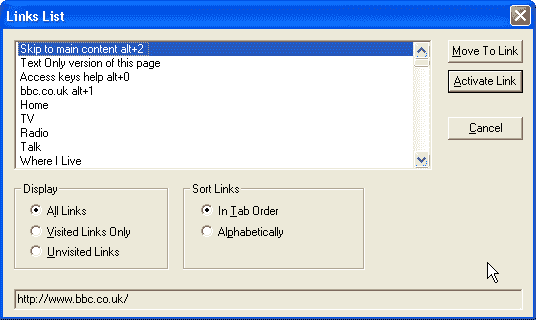 Links List
Skip to main content alt+2
Text Only version of this page
Access keys help alt+0
bbc.co.uk alt+1
Home
TV
Radio
Talk
Where I Live
Move To Link
Activate Link
Cancel
Display
All Links
Visited Links Only
Unvisited Links
Sort Links
In Tab Order
Alphabetically
http://www.bbc.co.uk/